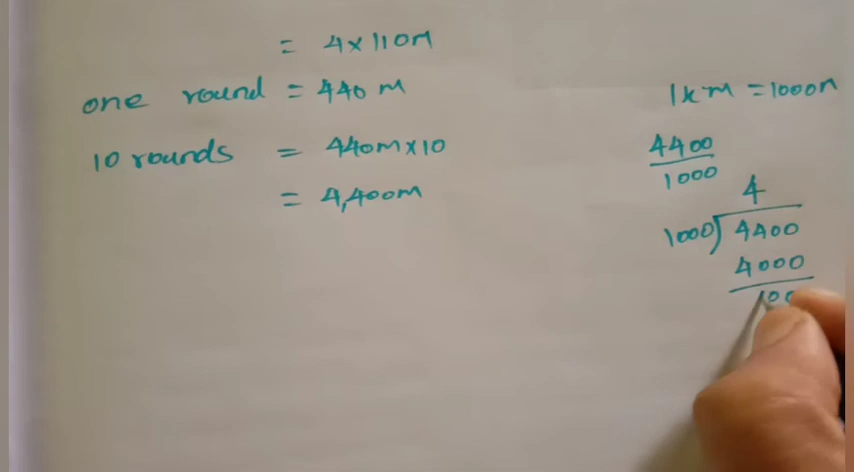 = 4x110M
one round = 440 M
10 rounds = 440M x 10
= 4,400M
1km = 1000m
4400
1000
4
1000) 4400
4000